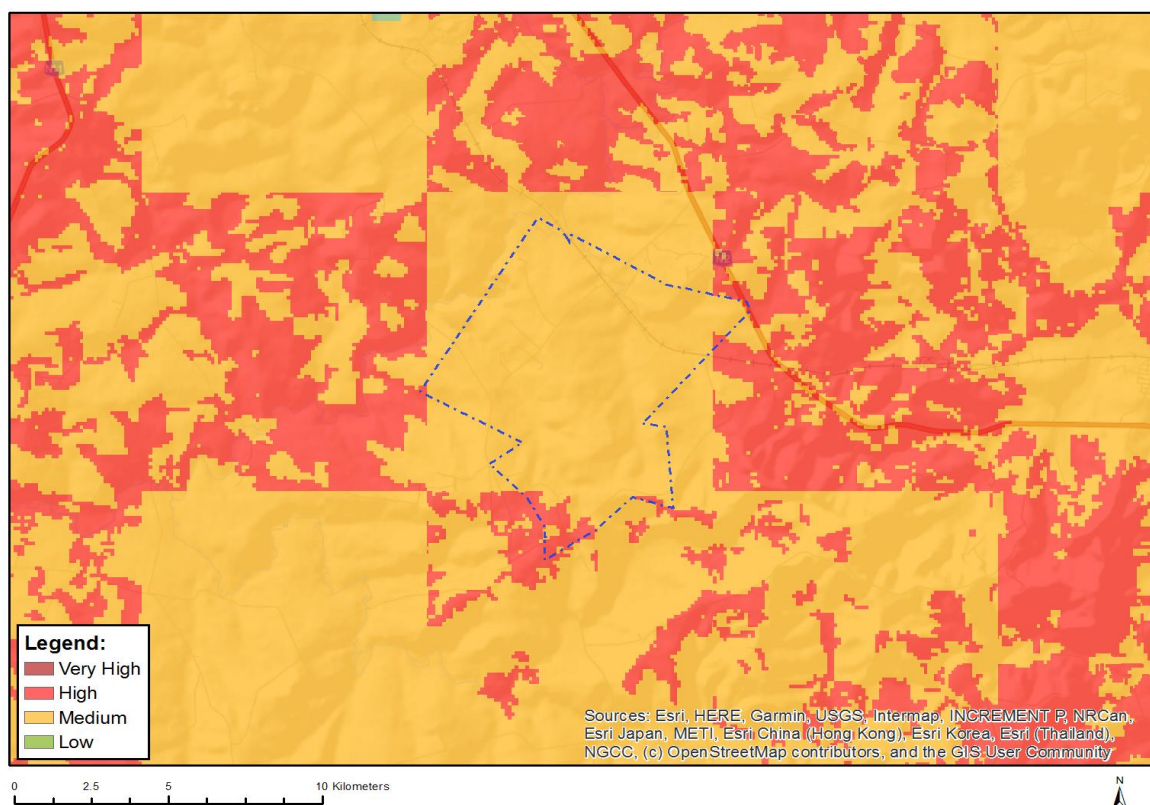 Legend:
Very High
High
Medium
Low
Sources: Esri, HERE, Garmin, USGS, Intermap, INCREMENT P, NRCan,
Esri Japan, METI, Esri China (Hong Kong), Esri Korea, Esri (Thailand),
NGCC, (c) OpenStreetMap contributors, and the GIS User Community
0 2.5 5 10 Kilometers
N